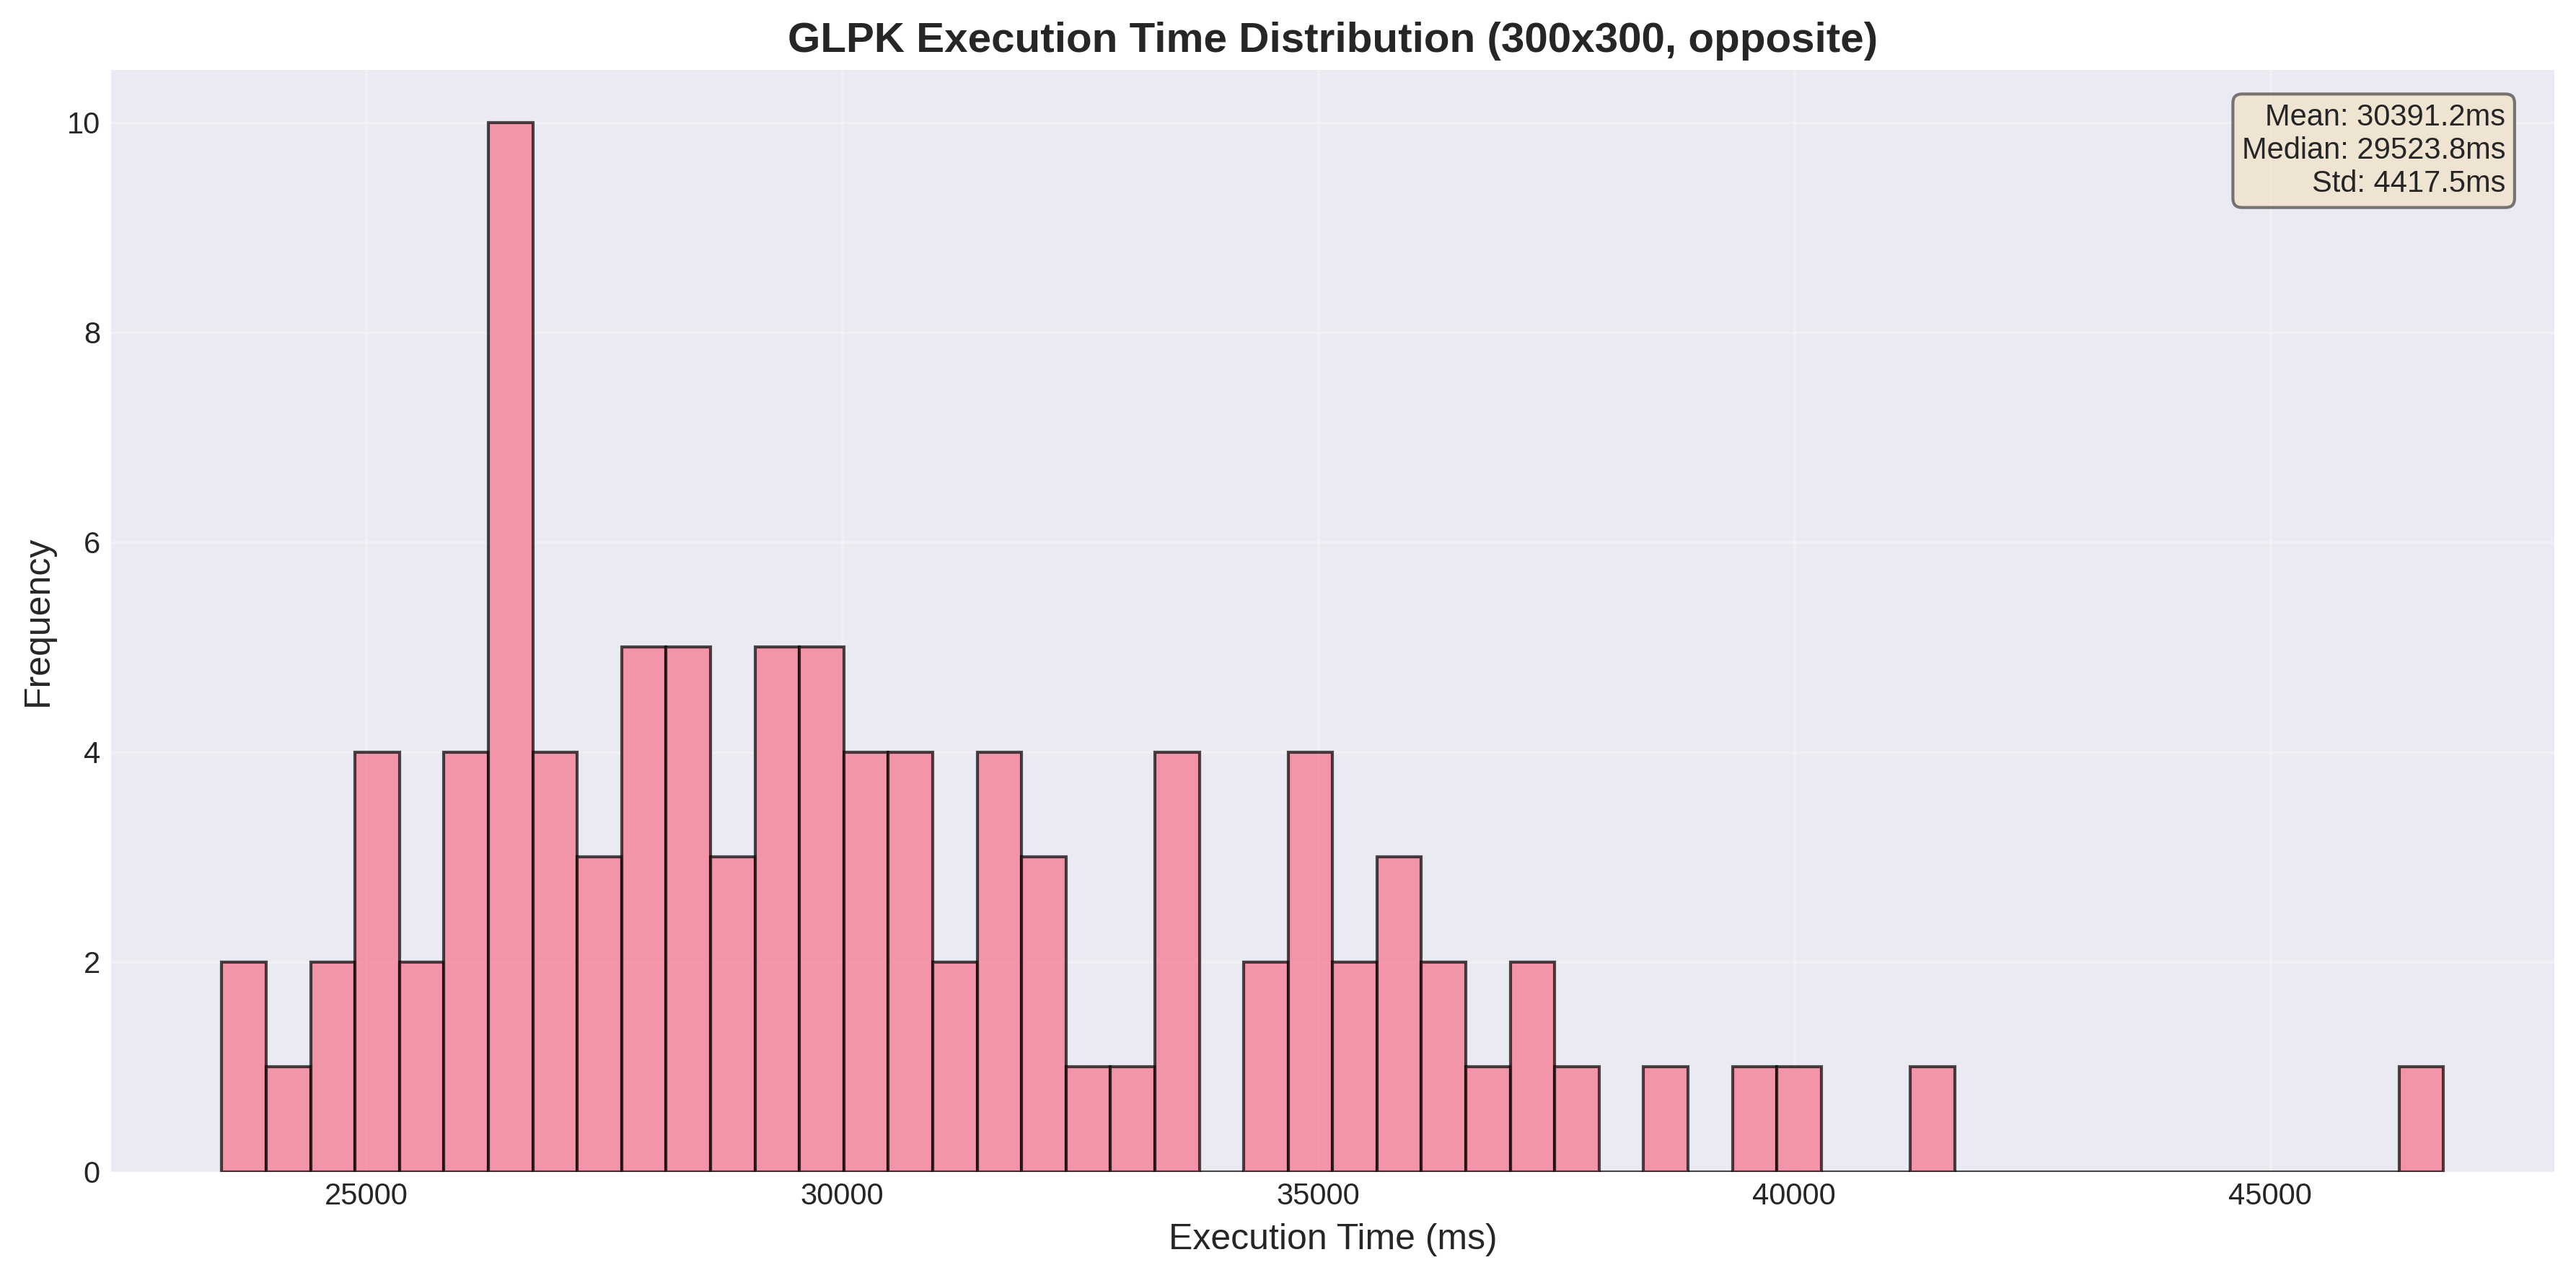 GLPK Execution Time Distribution (300x300, opposite)
Mean: 30391.2ms
Median: 29523.8ms
Std: 4417.5ms
Frequency
10
8
6
4
2
0
25000
30000
35000
40000
45000
Execution Time (ms)